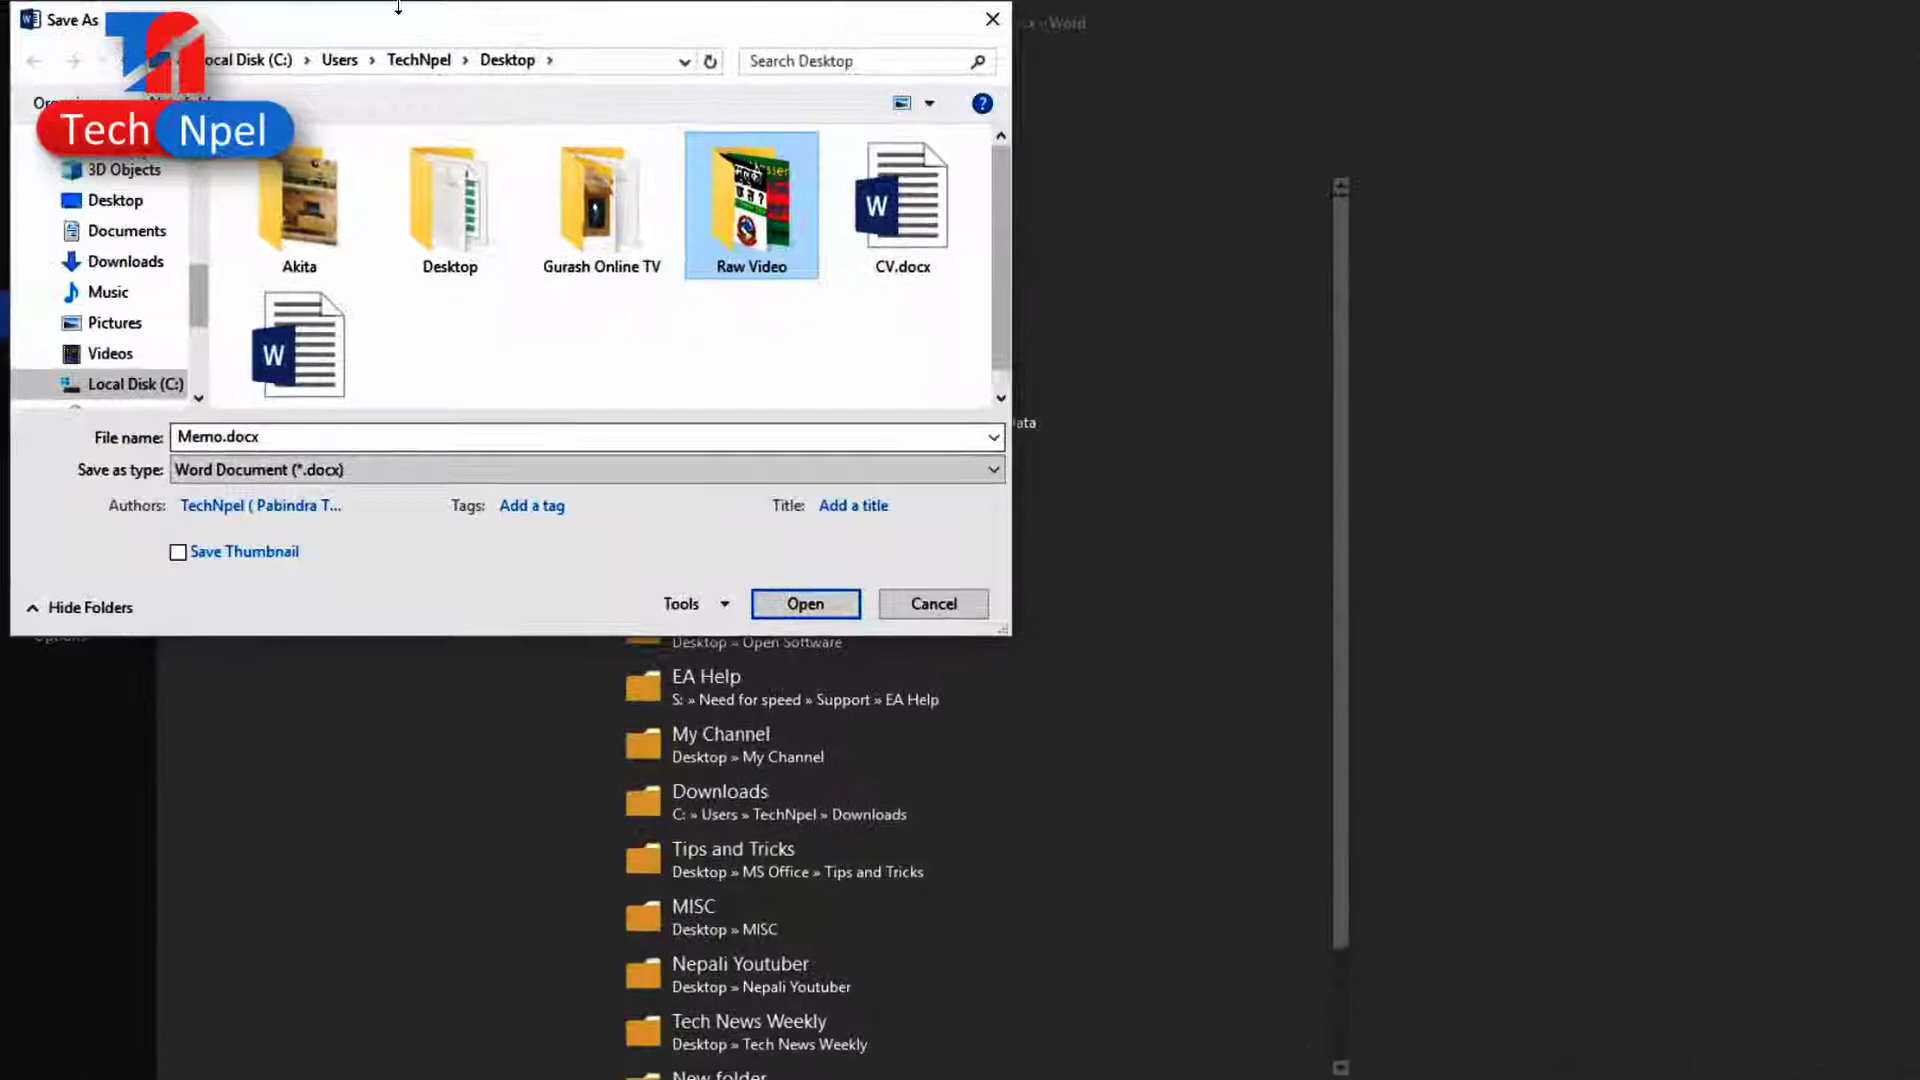 Save As
x - Word
Local Disk (C:) > Users > TechNpel > Desktop >
Search Desktop
Tech Npel
3D Objects
Desktop
Documents
Downloads
Music
Pictures
Videos
Local Disk (C:)
Akita
Desktop
Gurash Online TV
Raw Video
CV.docx
W
W
ata
File name: Memo.docx
Save as type: Word Document (*.docx)
Authors: TechNpel ( Pabindra T...
Tags: Add a tag
Title: Add a title
Save Thumbnail
Hide Folders
Tools
Open
Cancel
Options
Desktop » Open Software
EA Help
S: » Need for speed » Support » EA Help
My Channel
Desktop » My Channel
Downloads
C: » Users » TechNpel » Downloads
Tips and Tricks
Desktop » MS Office » Tips and Tricks
MISC
Desktop » MISC
Nepali Youtuber
Desktop » Nepali Youtuber
Tech News Weekly
Desktop » Tech News Weekly
New folder